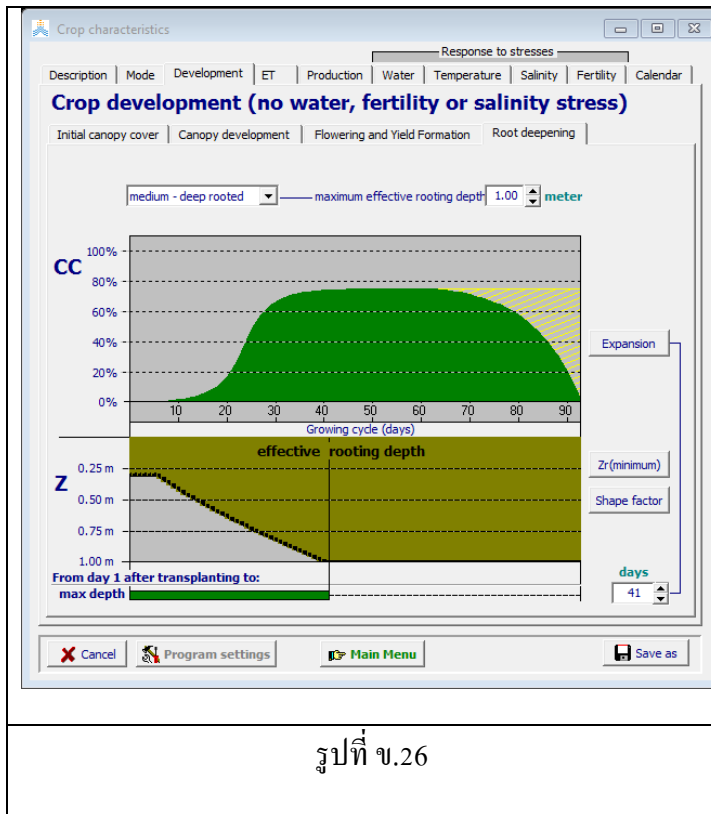 Crop characteristics
Response to stresses
Description Mode Development ET Production Water Temperature Salinity Fertility Calendar
Crop development (no water, fertility or salinity stress)
Initial canopy cover Canopy development Flowering and Yield Formation Root deepening
medium - deep rooted maximum effective rooting depth 1.00 meter
CC
100%
80%
60%
40%
20%
0%
Expansion
10 20 30 40 50 60 70 80 90
Growing cycle (days)
effective rooting depth
Z
0.25 m
0.50 m
0.75 m
1.00 m
Zr(minimum)
Shape factor
From day 1 after transplanting to:
max depth
days
41
Cancel Program settings Main Menu Save as
รูปที่ ข.26